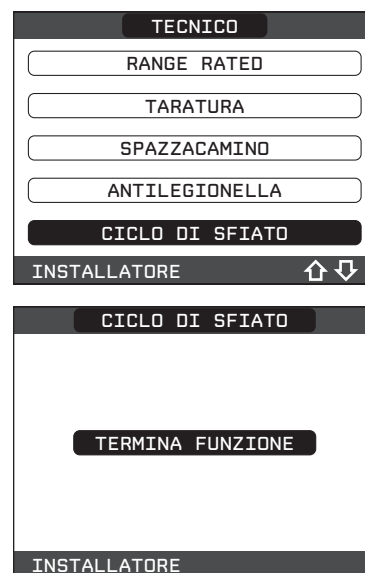 TECNICO
RANGE RATED
TARATURA
SPAZZACAMINO
ANTILEGIONELLA
CICLO DI SFIATO
INSTALLATORE
CICLO DI SFIATO
TERMINA FUNZIONE
INSTALLATORE